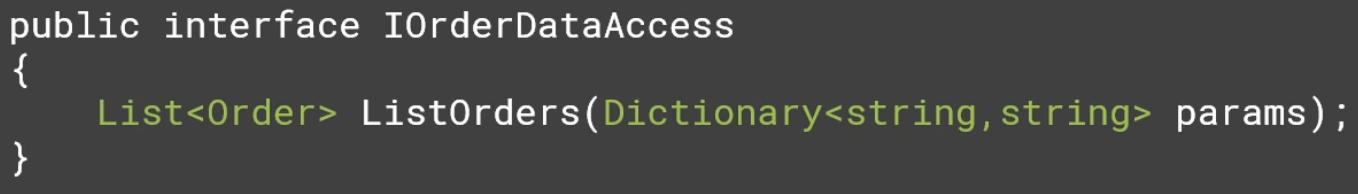 public interface IOrderDataAccess
{
    List<Order> ListOrders(Dictionary<string,string> params);
}